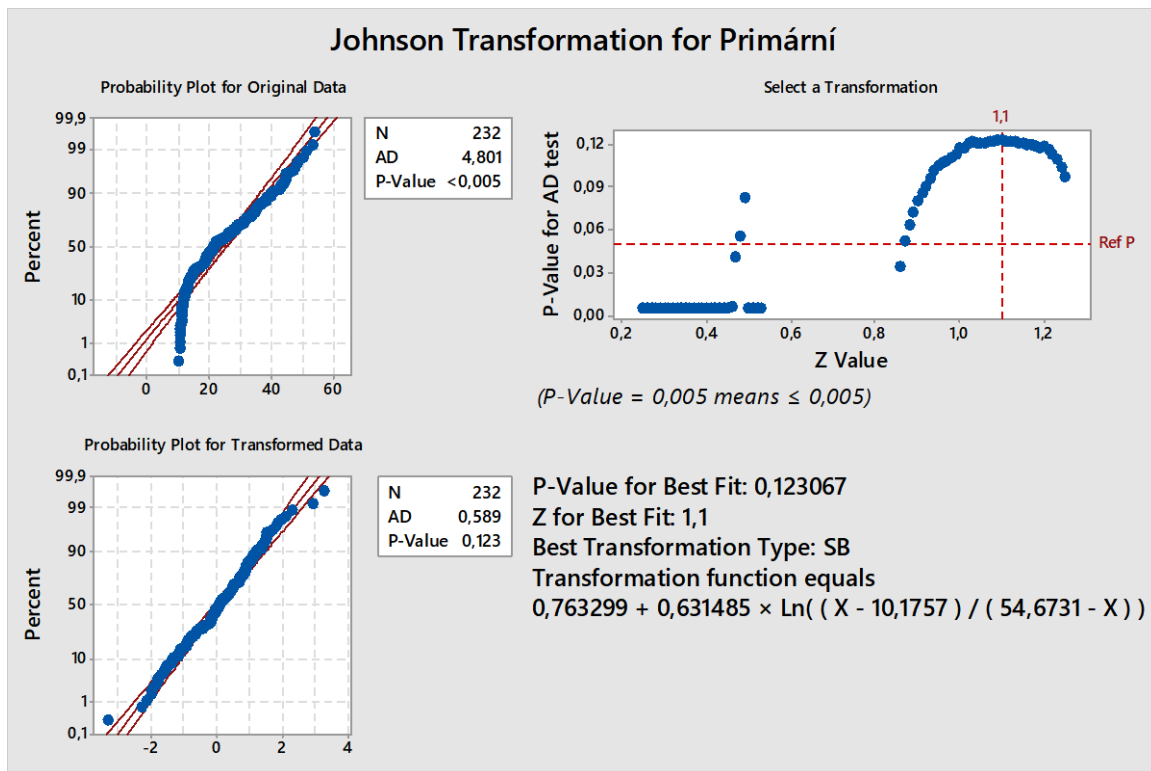 Johnson Transformation for Primární
Probability Plot for Original Data
Percent
99,9
99
90
50
10
1
0,1
0
20
40
60
N 232
AD 4,801
P-Value <0,005
Select a Transformation
1,1
P-Value for AD test
0,12
0,09
0,06
0,03
0,00
Ref P
0,2
0,4
0,6
0,8
1,0
1,2
Z Value
(P-Value = 0,005 means ≤ 0,005)
Probability Plot for Transformed Data
Percent
99,9
99
90
50
10
1
0,1
-2
0
2
4
N 232
AD 0,589
P-Value 0,123
P-Value for Best Fit: 0,123067
Z for Best Fit: 1,1
Best Transformation Type: SB
Transformation function equals
0,763299 + 0,631485 × Ln( ( X - 10,1757 ) / ( 54,6731 - X ) )